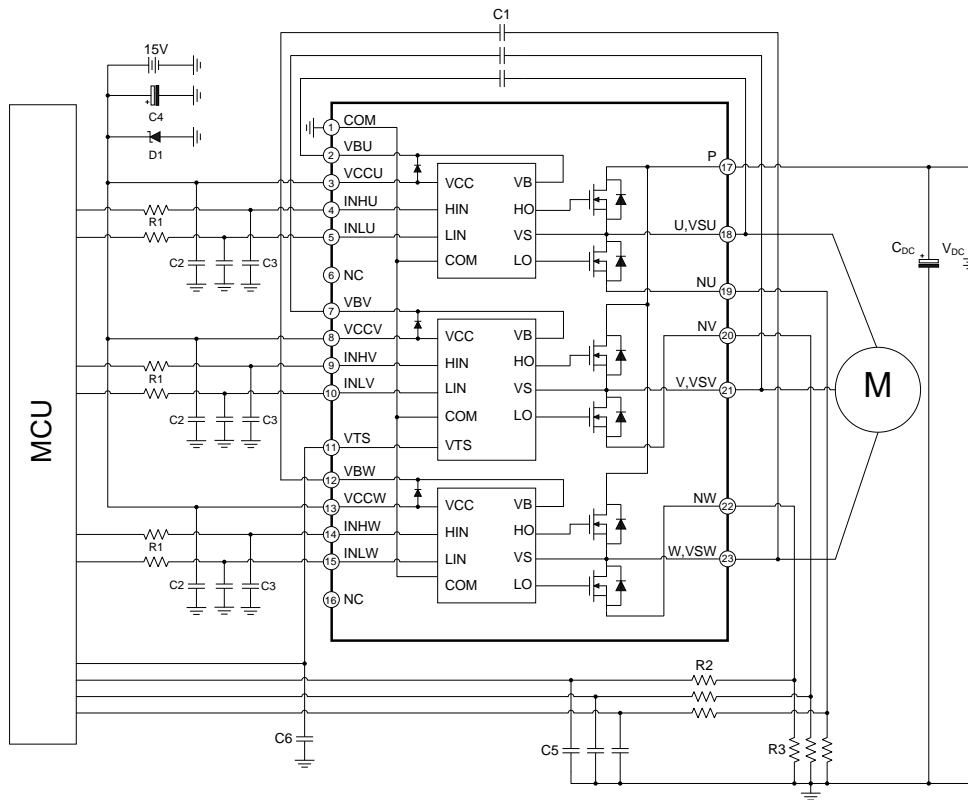 C1
15V
C4
D1
MCU
1 COM
2 VBU
3 VCCU
4 INHU
5 INLU
6 NC
7 VBV
8 VCCV
9 INHV
10 INLV
11 VTS
12 VBW
13 VCCW
14 INHW
15 INLW
16 NC
R1
C2
C3
R1
C2
C3
R1
C2
C3
VCC VB
HIN HO
LIN VS
COM LO
VCC VB
HIN HO
LIN VS
COM LO
VTS
VCC VB
HIN HO
LIN VS
COM LO
P 17
U,VSU 18
NU 19
NV 20
V,VSV 21
NW 22
W,VSW 23
CDC
+
VDC
M
R2
R3
C5
C6
+